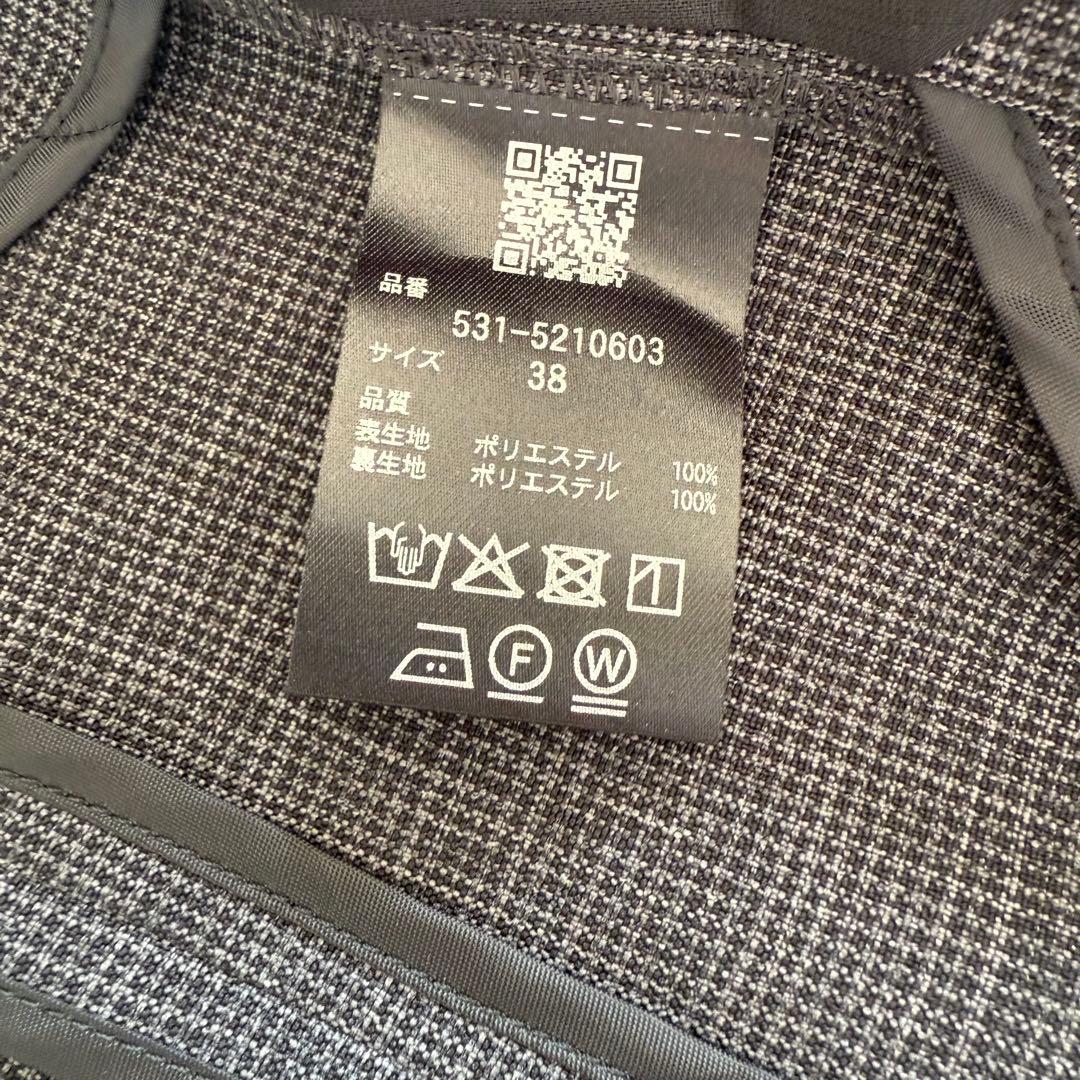 品番
531-5210603
サイズ 38
品質
表生地 ポリエステル 100%
裏生地 ポリエステル 100%
F W